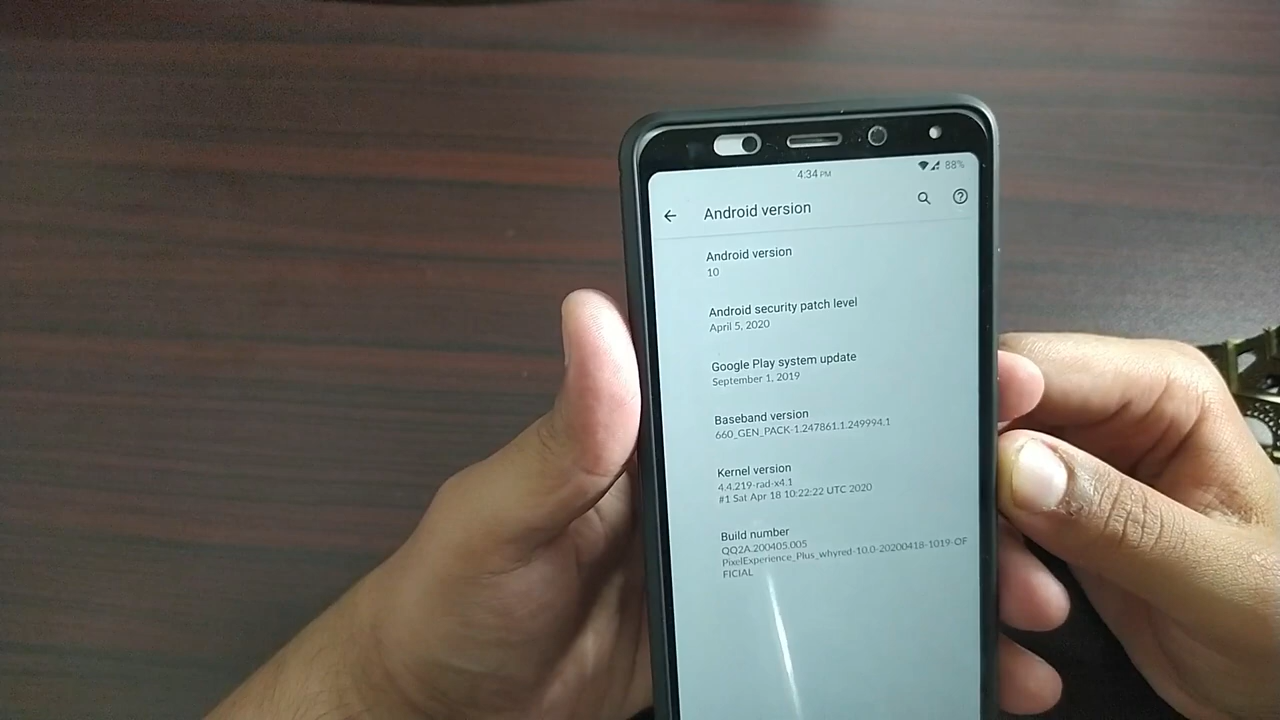 4:34 PM
88%
Android version
Android version
10
Android security patch level
April 5, 2020
Google Play system update
September 1, 2019
Baseband version
660_GEN_PACK-1.247861.1.249994.1
Kernel version
4.4.219-rad-x4.1
#1 Sat Apr 18 10:22:22 UTC 2020
Build number
QQ2A.200405.005
PixelExperience_Plus_whyred-10.0-20200418-1019-OF
FICIAL